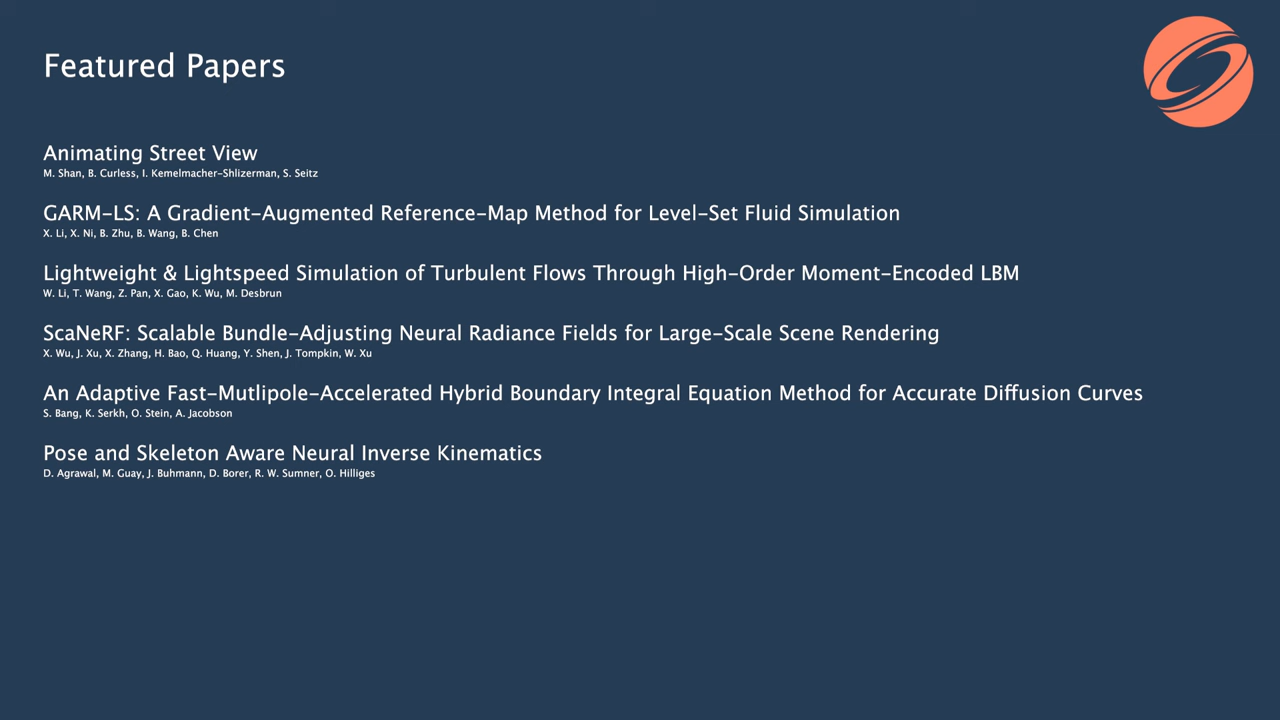 Featured Papers
Animating Street View
M. Shan, B. Curless, I. Kemelmacher-Shlizerman, S. Seitz
GARM-LS: A Gradient-Augmented Reference-Map Method for Level-Set Fluid Simulation
X. Li, X. Ni, B. Zhu, B. Wang, B. Chen
Lightweight & Lightspeed Simulation of Turbulent Flows Through High-Order Moment-Encoded LBM
W. Li, T. Wang, Z. Pan, X. Gao, K. Wu, M. Desbrun
ScaNeRF: Scalable Bundle-Adjusting Neural Radiance Fields for Large-Scale Scene Rendering
X. Wu, J. Xu, X. Zhang, H. Bao, Q. Huang, Y. Shen, J. Tompkin, W. Xu
An Adaptive Fast-Mutlipole-Accelerated Hybrid Boundary Integral Equation Method for Accurate Diffusion Curves
S. Bang, K. Serkh, O. Stein, A. Jacobson
Pose and Skeleton Aware Neural Inverse Kinematics
D. Agrawal, M. Guay, J. Buhmann, D. Borer, R. W. Sumner, O. Hilliges